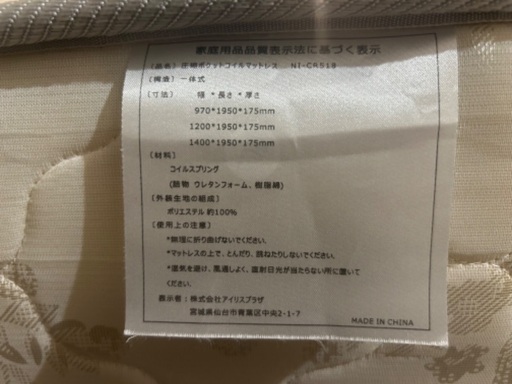 家庭用品品質表示法に基づく表示
(品名) 圧縮ポケットコイルマットレス NI-CR518
(構造) 一体式
(寸法) 幅*長さ*厚さ
970*1950*175mm
1200*1950*175mm
1400*1950*175mm
(材料)
コイルスプリング
(詰物 ウレタンフォーム、樹脂綿)
(外装生地の組成)
ポリエステル 約100%
(使用上の注意)
*無理に折り曲げないでください。
*マットレスの上で、とんだり、跳ねたりしないでください。
*湿気を避け、風通しよく、直射日光が当たらない所に置いて
ください。
表示者:株式会社アイリスプラザ
宮城県仙台市青葉区中央2-1-7
MADE IN CHINA